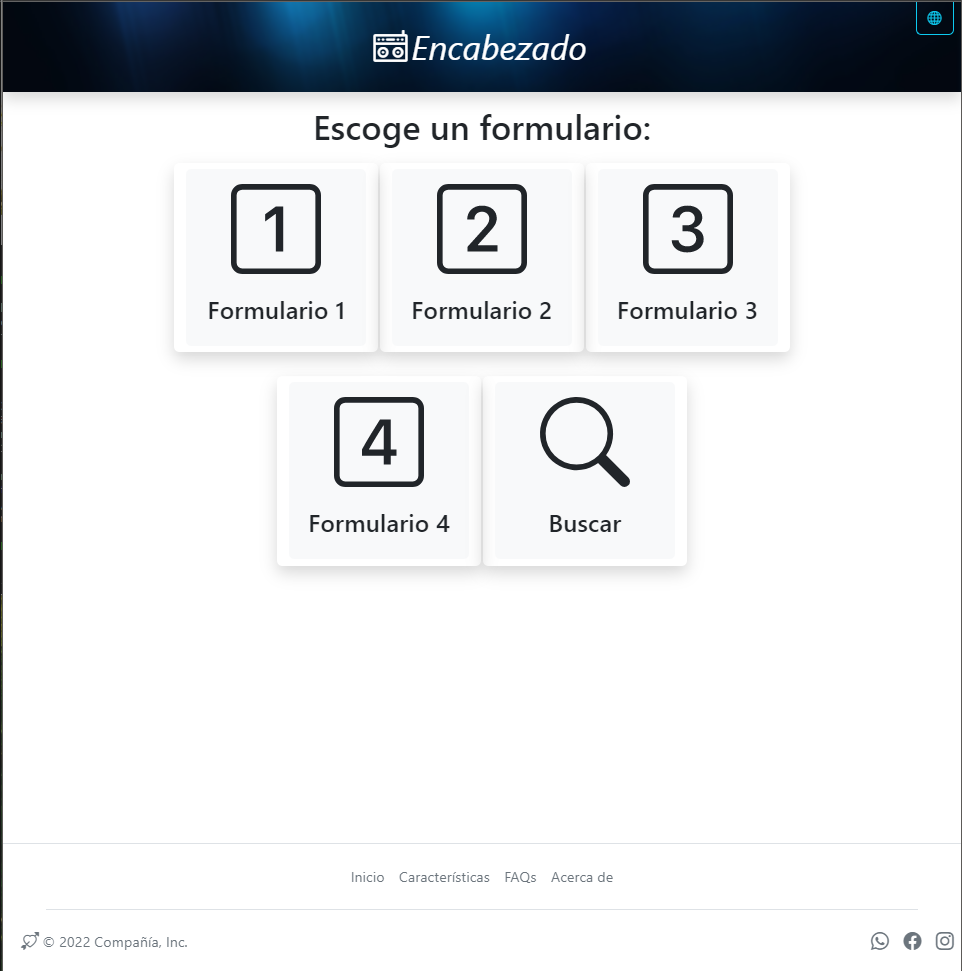 Encabezado
Escoge un formulario:
1 2 3
Formulario 1 Formulario 2 Formulario 3
4
Formulario 4 Buscar
Inicio Características FAQs Acerca de
© 2022 Compañía, Inc.